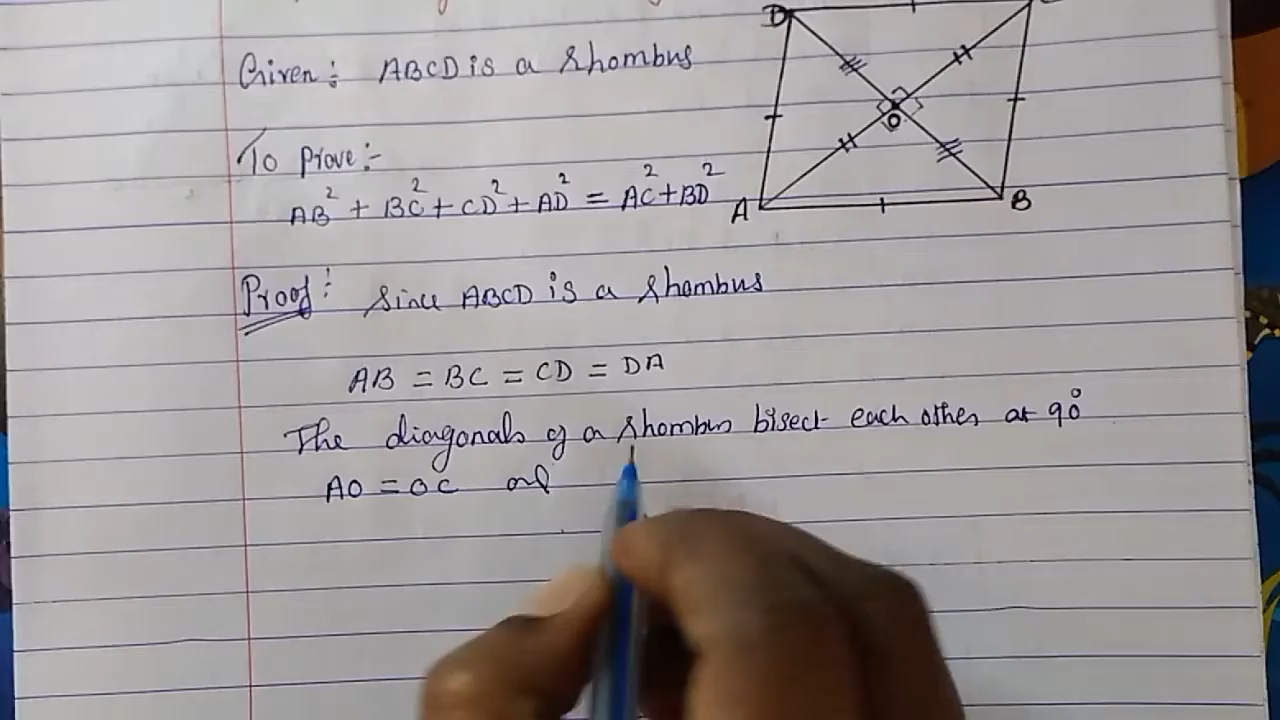 D
Given : ABCD is a rhombus
O
To prove :-
AB² + BC² + CD² + AD² = AC² + BD²
A
B
Proof : Since ABCD is a rhombus
AB = BC = CD = DA
The diagonals of a rhombus bisect each other at 90°
AO = OC and